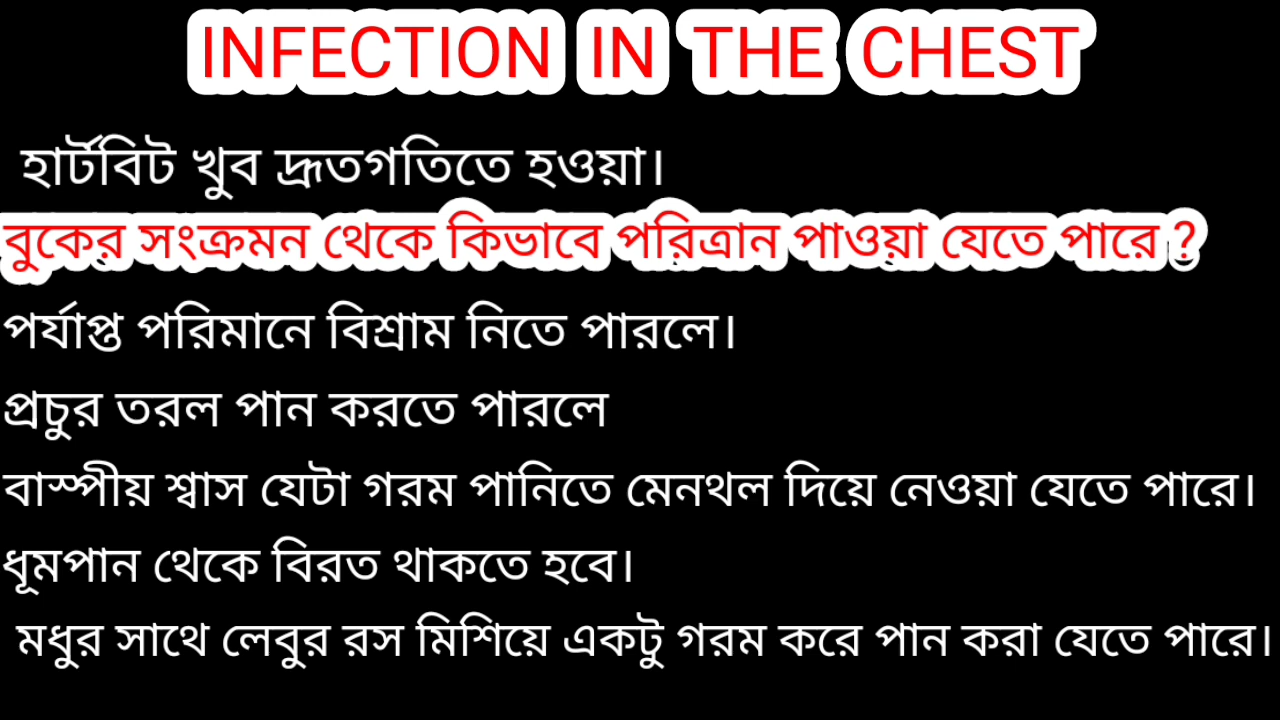 INFECTION IN THE CHEST
হার্টবিট খুব দ্রূতগতিতে হওয়া।
বুকের সংক্রমন থেকে কিভাবে পরিত্রান পাওয়া যেতে পারে ?
পর্যাপ্ত পরিমানে বিশ্রাম নিতে পারলে।
প্রচুর তরল পান করতে পারলে
বাস্পীয় শ্বাস যেটা গরম পানিতে মেনথল দিয়ে নেওয়া যেতে পারে।
ধূমপান থেকে বিরত থাকতে হবে।
মধুর সাথে লেবুর রস মিশিয়ে একটু গরম করে পান করা যেতে পারে।